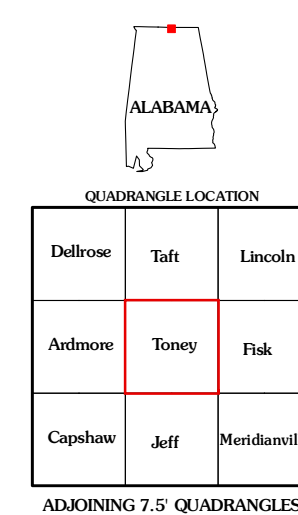 ALABAMA
QUADRANGLE LOCATION
Dellrose Taft Lincoln
Ardmore Toney Fisk
Capshaw Jeff Meridianvil
ADJOINING 7.5' QUADRANGLES